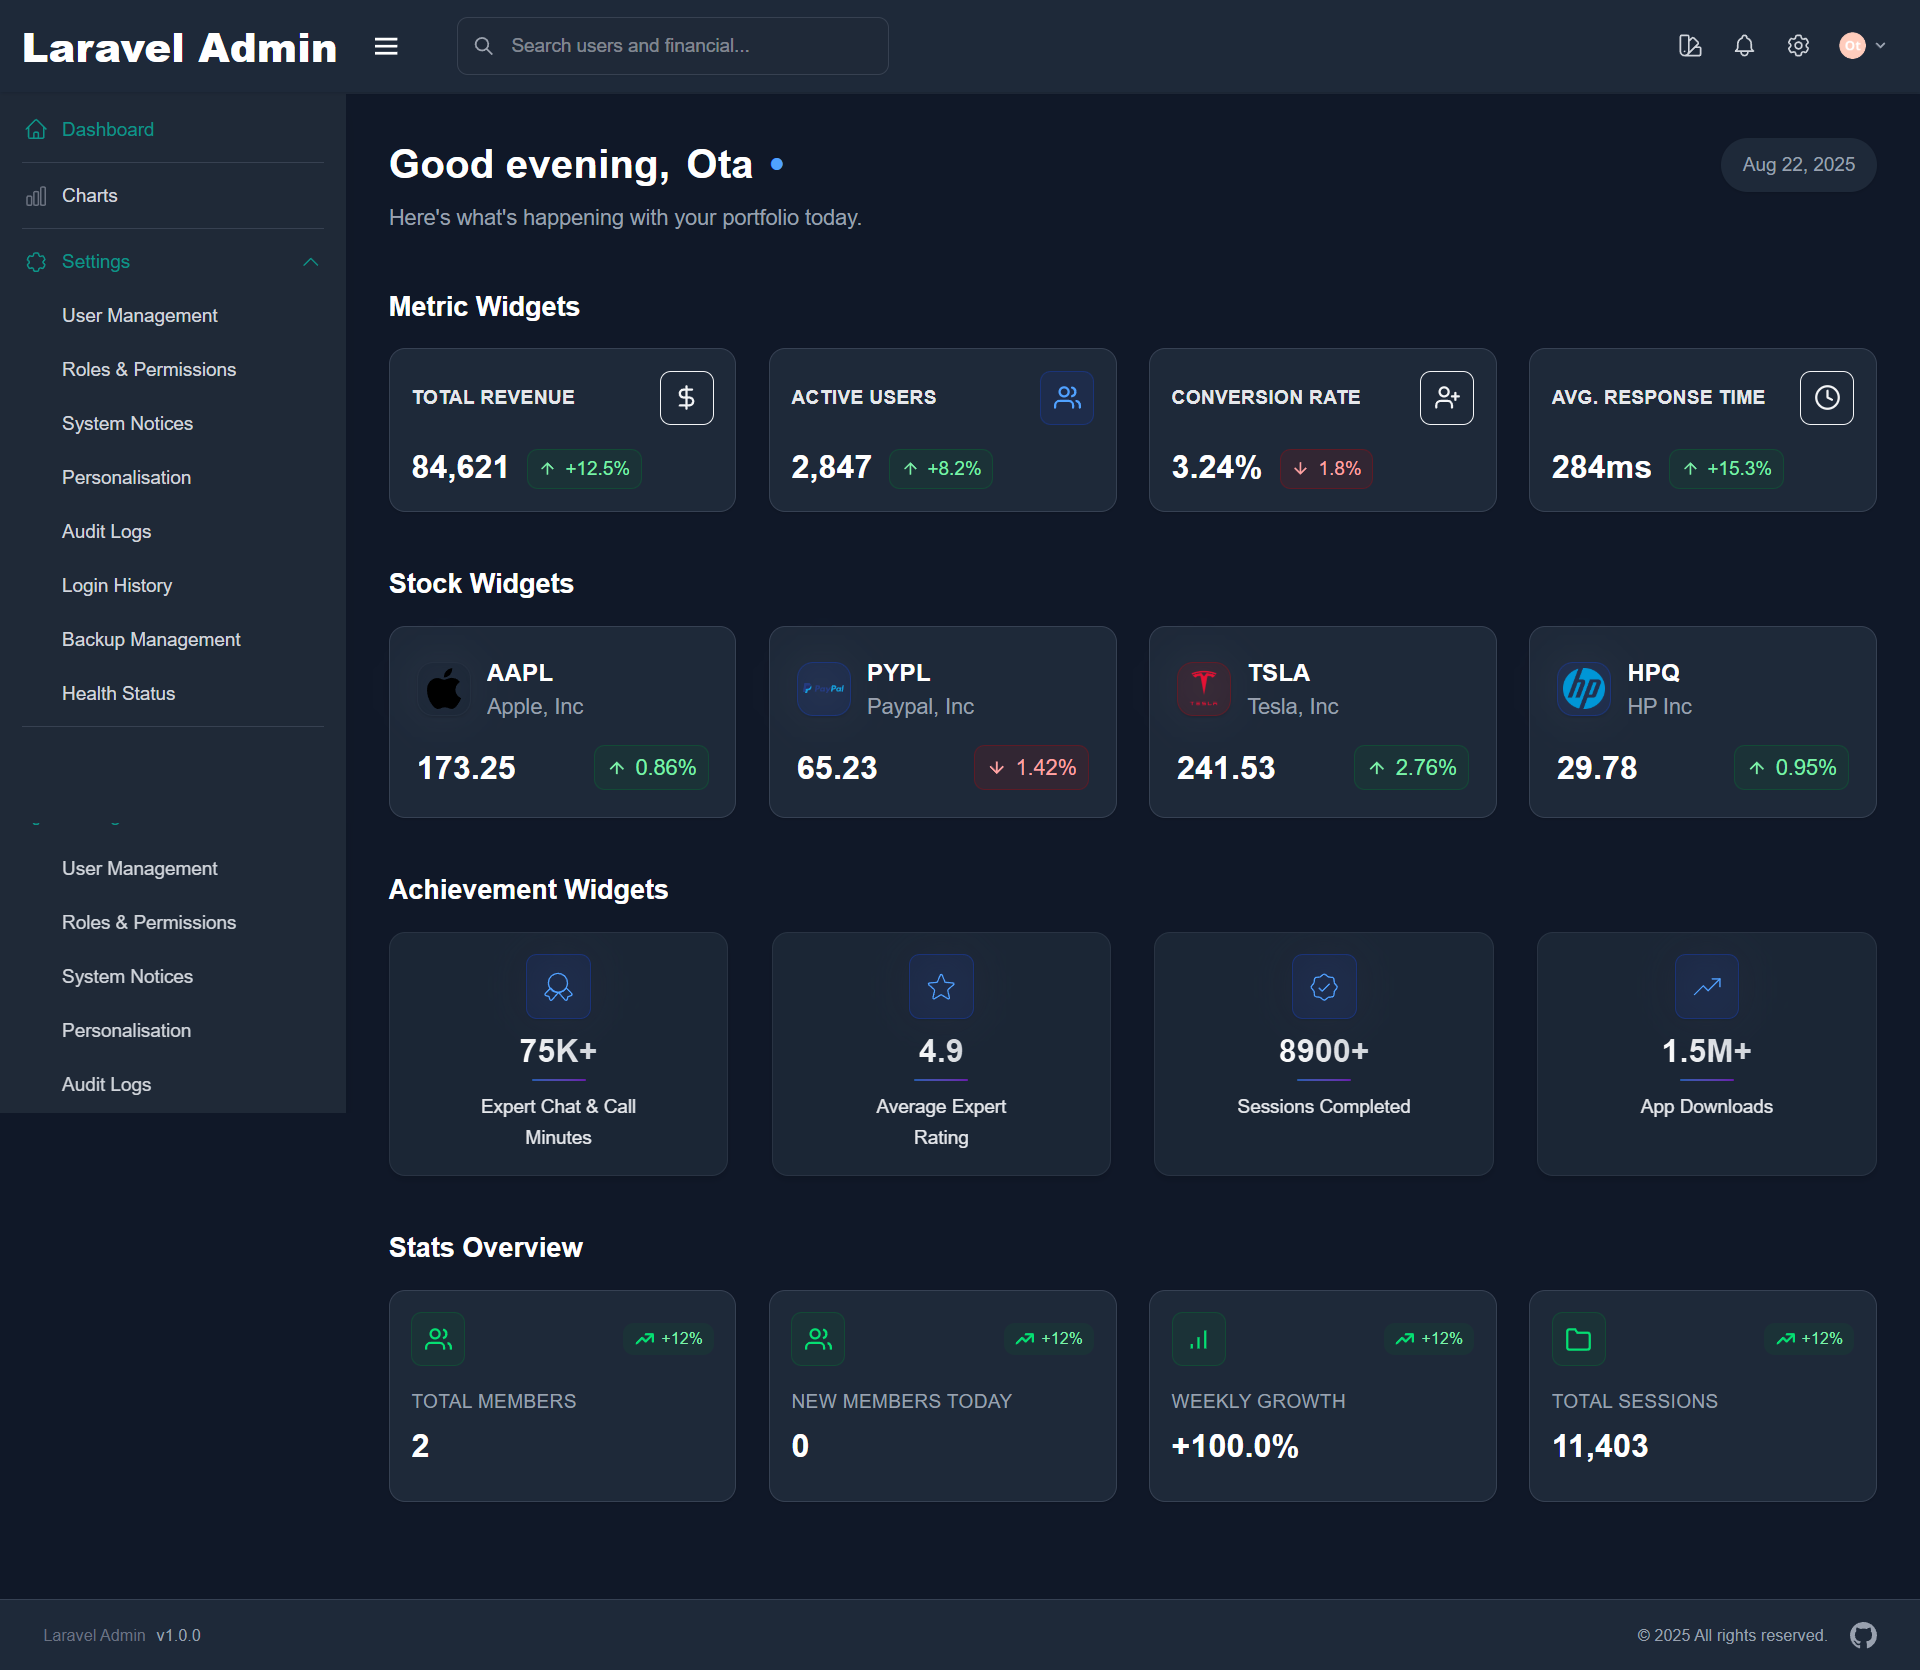 Laravel Admin
Search users and financial...
Ot
Dashboard
Charts
Settings
User Management
Roles & Permissions
System Notices
Personalisation
Audit Logs
Login History
Backup Management
Health Status
User Management
Roles & Permissions
System Notices
Personalisation
Audit Logs
Good evening, Ota
Aug 22, 2025
Here's what's happening with your portfolio today.
Metric Widgets
TOTAL REVENUE
84,621 +12.5%
ACTIVE USERS
2,847 +8.2%
CONVERSION RATE
3.24% 1.8%
AVG. RESPONSE TIME
284ms +15.3%
Stock Widgets
AAPL
Apple, Inc
173.25 0.86%
PayPal
PYPL
Paypal, Inc
65.23 1.42%
TESLA
TSLA
Tesla, Inc
241.53 2.76%
hp
HPQ
HP Inc
29.78 0.95%
Achievement Widgets
75K+
Expert Chat & Call
Minutes
4.9
Average Expert
Rating
8900+
Sessions Completed
1.5M+
App Downloads
Stats Overview
+12%
TOTAL MEMBERS
2
+12%
NEW MEMBERS TODAY
0
+12%
WEEKLY GROWTH
+100.0%
+12%
TOTAL SESSIONS
11,403
Laravel Admin v1.0.0
© 2025 All rights reserved.